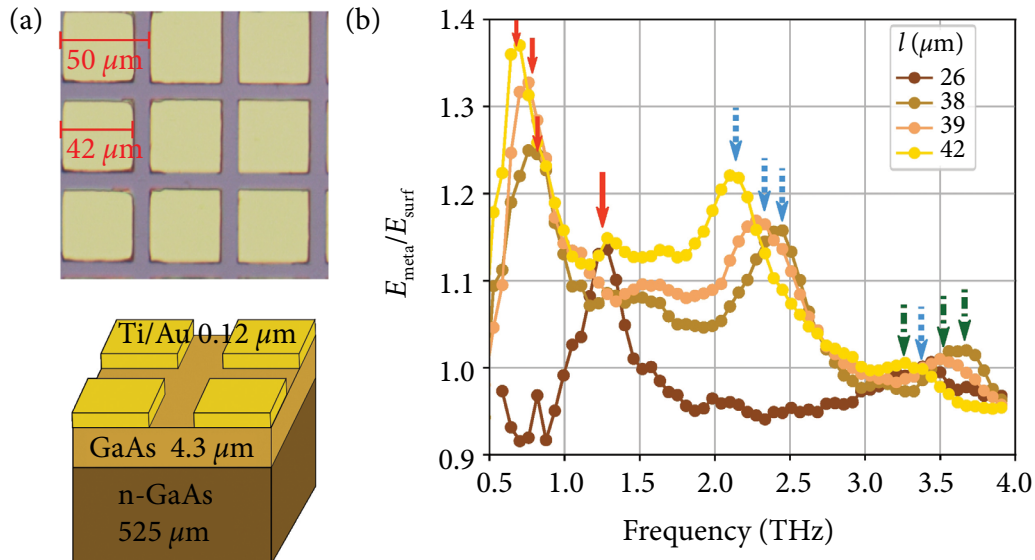 (a)
50 μm
42 μm
Ti/Au 0.12 μm
GaAs 4.3 μm
n-GaAs
525 μm
(b)
E_meta/E_surf
1.4
1.3
1.2
1.1
1.0
0.9
l (μm)
26
38
39
42
0.5 1.0 1.5 2.0 2.5 3.0 3.5 4.0
Frequency (THz)